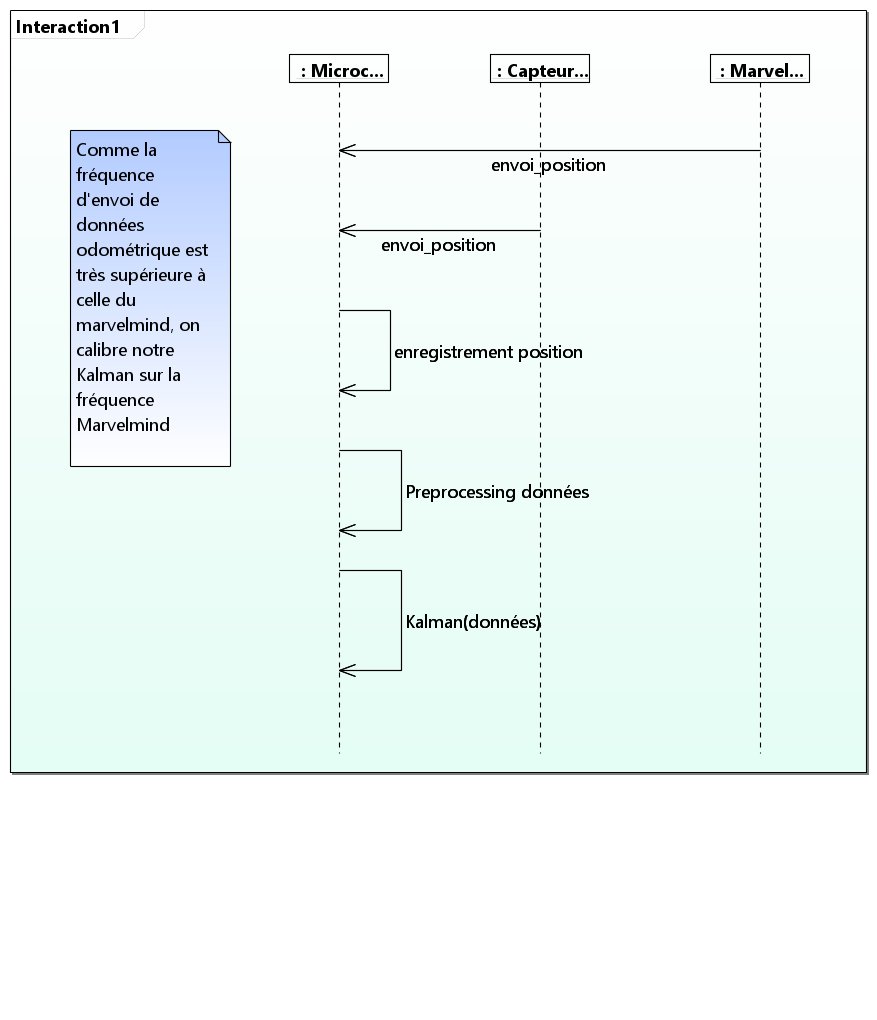 Interaction1
: Microc...
: Capteur...
: Marvel...
Comme la
fréquence
d'envoi de
données
odométrique est
très supérieure à
celle du
marvelmind, on
calibre notre
Kalman sur la
fréquence
Marvelmind
envoi_position
envoi_position
enregistrement position
Preprocessing données
Kalman(données)